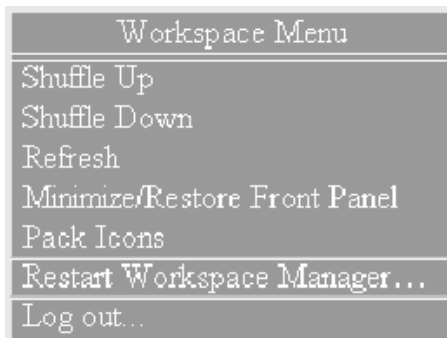 Workspace Menu
Shuffle Up
Shuffle Down
Refresh
Minimize/Restore Front Panel
Pack Icons
Restart Workspace Manager...
Log out...